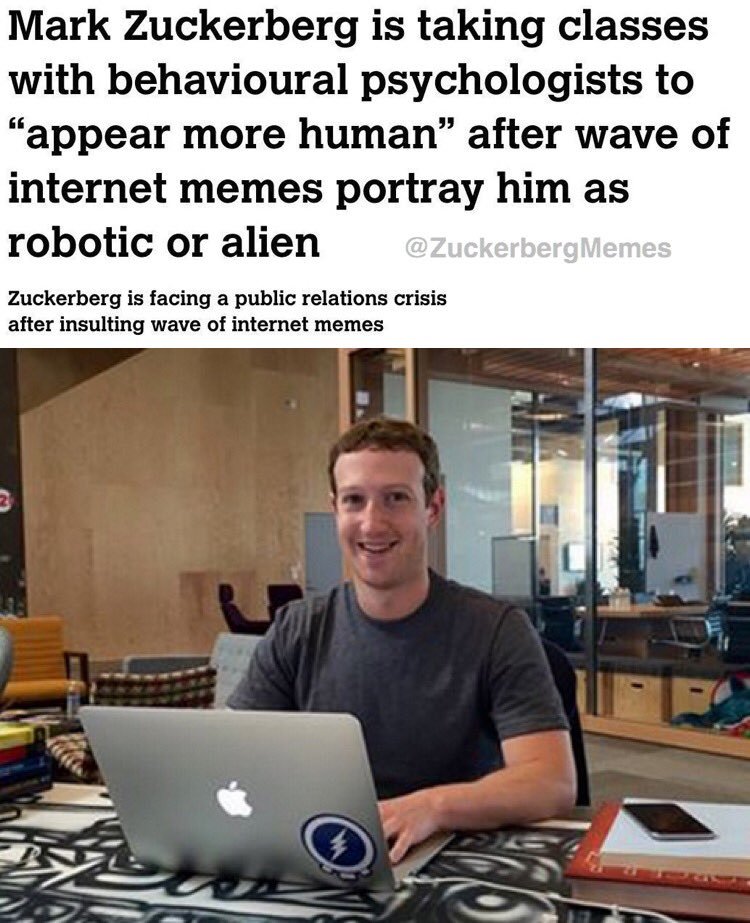 Mark Zuckerberg is taking classes
with behavioural psychologists to
“appear more human” after wave of
internet memes portray him as
robotic or alien @ZuckerbergMemes
Zuckerberg is facing a public relations crisis
after insulting wave of internet memes
2